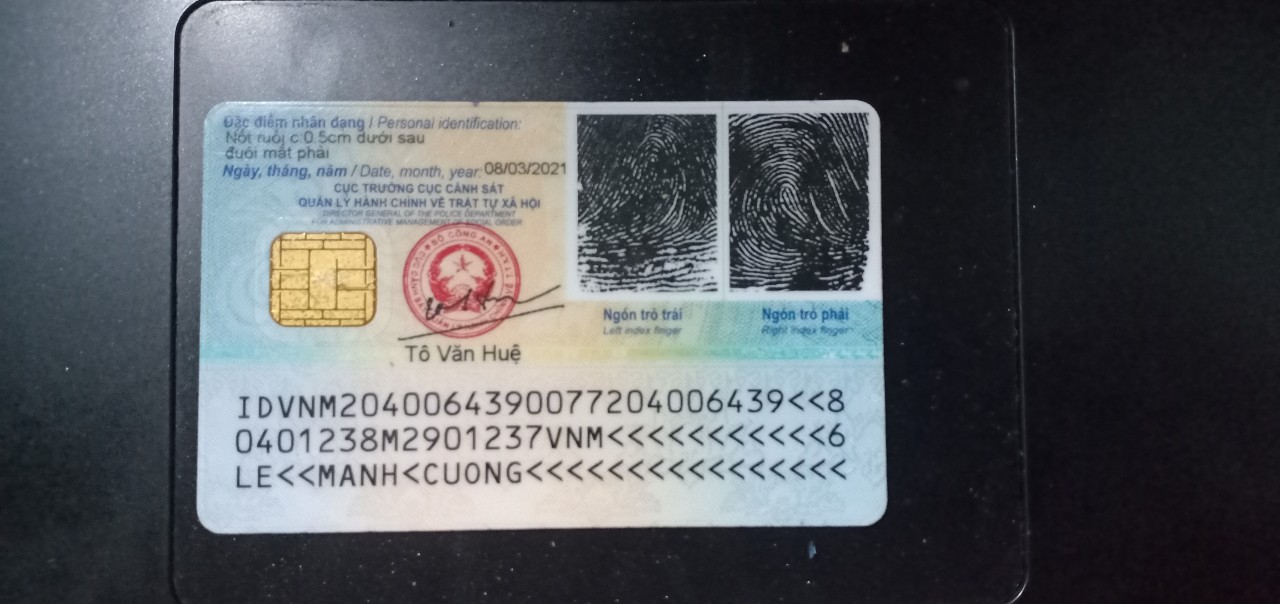 Đặc điểm nhân dạng / Personal identification:
Nốt ruồi c:0.5cm dưới sau
đuôi mắt phải
Ngày, tháng, năm / Date, month, year: 08/03/2021
CỤC TRƯỞNG CỤC CẢNH SÁT
QUẢN LÝ HÀNH CHÍNH VỀ TRẬT TỰ XÃ HỘI
DIRECTOR GENERAL OF THE POLICE DEPARTMENT
FOR ADMINISTRATIVE MANAGEMENT OF SOCIAL ORDER
BỘ CÔNG AN
Tô Văn Huệ
Ngón trỏ trái
Left index finger
Ngón trỏ phải
Right index finger
IDVNM2040064390077204006439<<8
0401238M2901237VNM<<<<<<<<<<<6
LE<<MANH<CUONG<<<<<<<<<<<<<<<<